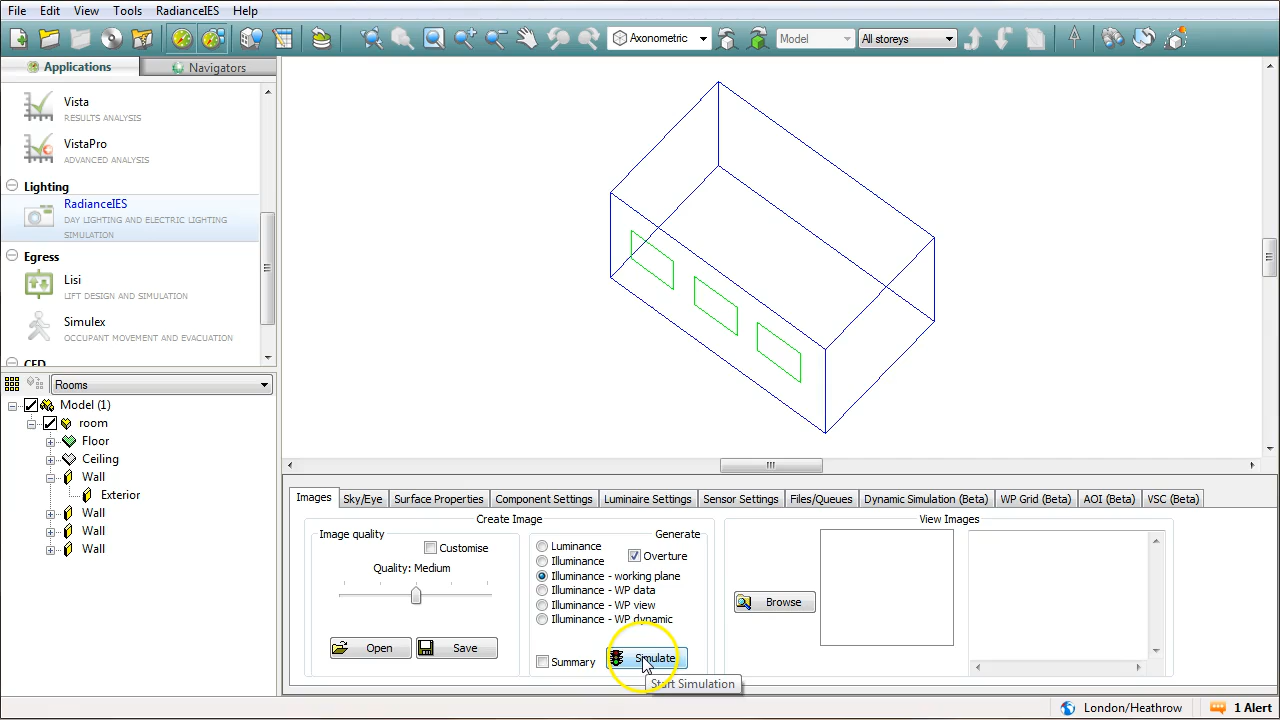 File Edit View Tools RadianceIES Help
Axonometric Model All storeys
Applications Navigators
Vista
RESULTS ANALYSIS
VistaPro
ADVANCED ANALYSIS
Lighting
RadianceIES
DAY LIGHTING AND ELECTRIC LIGHTING
SIMULATION
Egress
Lisi
LIFT DESIGN AND SIMULATION
Simulex
OCCUPANT MOVEMENT AND EVACUATION
CFD
Rooms
Model (1)
room
Floor
Ceiling
Wall
Exterior
Wall
Wall
Wall
Images Sky/Eye Surface Properties Component Settings Luminaire Settings Sensor Settings Files/Queues Dynamic Simulation (Beta) WP Grid (Beta) AOI (Beta) VSC (Beta)
Create Image
Image quality
Customise
Quality: Medium
Open Save
Generate
Luminance
Overture
Illuminance
Illuminance - working plane
Illuminance - WP data
Illuminance - WP view
Illuminance - WP dynamic
Summary Simulate
Start Simulation
View Images
Browse
London/Heathrow 1 Alert